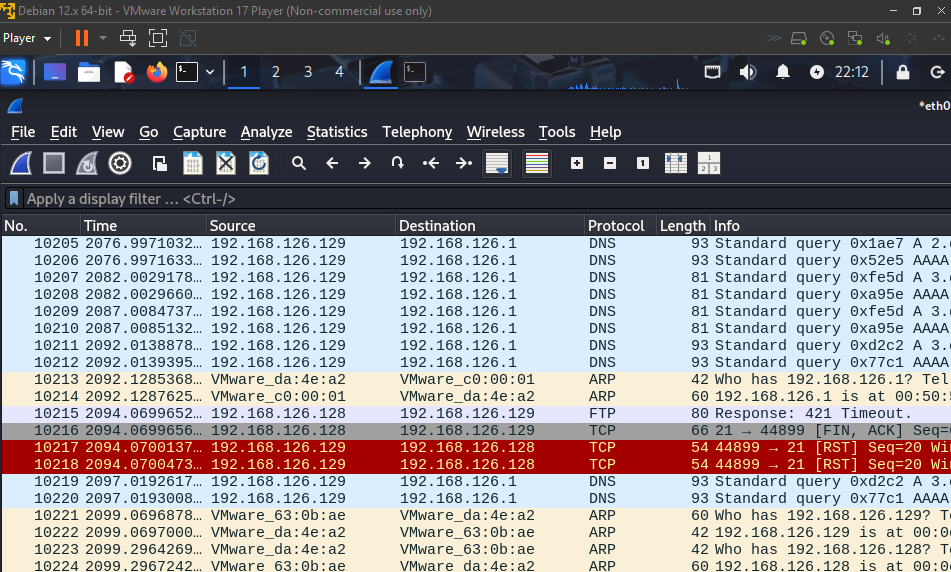 Debian 12.x 64-bit - VMware Workstation 17 Player (Non-commercial use only)
Player
1 2 3 4 22:12
*eth0
File Edit View Go Capture Analyze Statistics Telephony Wireless Tools Help
Apply a display filter … <Ctrl-/>
No. Time Source Destination Protocol Length Info
10205 2076.9971032… 192.168.126.129 192.168.126.1 DNS 93 Standard query 0x1ae7 A 2.
10206 2076.9971633… 192.168.126.129 192.168.126.1 DNS 93 Standard query 0x52e5 AAAA
10207 2082.0029178… 192.168.126.129 192.168.126.1 DNS 81 Standard query 0xfe5d A 3.
10208 2082.0029660… 192.168.126.129 192.168.126.1 DNS 81 Standard query 0xa95e AAAA
10209 2087.0084737… 192.168.126.129 192.168.126.1 DNS 81 Standard query 0xfe5d A 3.
10210 2087.0085132… 192.168.126.129 192.168.126.1 DNS 81 Standard query 0xa95e AAAA
10211 2092.0138878… 192.168.126.129 192.168.126.1 DNS 93 Standard query 0xd2c2 A 3.
10212 2092.0139395… 192.168.126.129 192.168.126.1 DNS 93 Standard query 0x77c1 AAAA
10213 2092.1285368… VMware_da:4e:a2 VMware_c0:00:01 ARP 42 Who has 192.168.126.1? Tel
10214 2092.1287625… VMware_c0:00:01 VMware_da:4e:a2 ARP 60 192.168.126.1 is at 00:50:
10215 2094.0699652… 192.168.126.128 192.168.126.129 FTP 80 Response: 421 Timeout.
10216 2094.0699656… 192.168.126.128 192.168.126.129 TCP 66 21 → 44899 [FIN, ACK] Seq=
10217 2094.0700137… 192.168.126.129 192.168.126.128 TCP 54 44899 → 21 [RST] Seq=20 Win
10218 2094.0700473… 192.168.126.129 192.168.126.128 TCP 54 44899 → 21 [RST] Seq=20 Win
10219 2097.0192617… 192.168.126.129 192.168.126.1 DNS 93 Standard query 0xd2c2 A 3.
10220 2097.0193008… 192.168.126.129 192.168.126.1 DNS 93 Standard query 0x77c1 AAAA
10221 2099.0696878… VMware_63:0b:ae VMware_da:4e:a2 ARP 60 Who has 192.168.126.129? Te
10222 2099.0697000… VMware_da:4e:a2 VMware_63:0b:ae ARP 42 192.168.126.129 is at 00:0
10223 2099.2964269… VMware_da:4e:a2 VMware_63:0b:ae ARP 42 Who has 192.168.126.128? Te
10224 2099.2967242… VMware_63:0b:ae VMware_da:4e:a2 ARP 60 192.168.126.128 is at 00:0